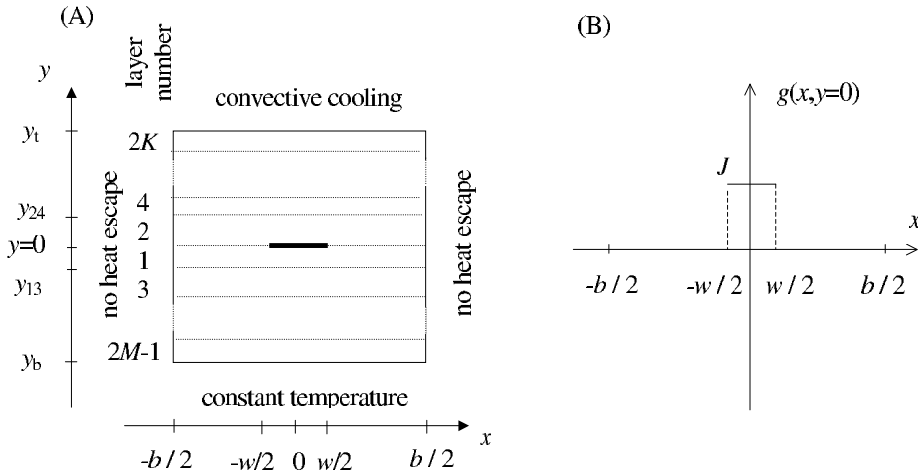 (A)
layer
number
y
convective cooling
y_t
2K
no heat escape
4
y_24
2
y=0
1
y_13
3
y_b
2M-1
no heat escape
constant temperature
x
-b / 2
-w/2
0
w/2
b / 2
(B)
g(x,y=0)
J
x
-b / 2
-w / 2
w / 2
b / 2